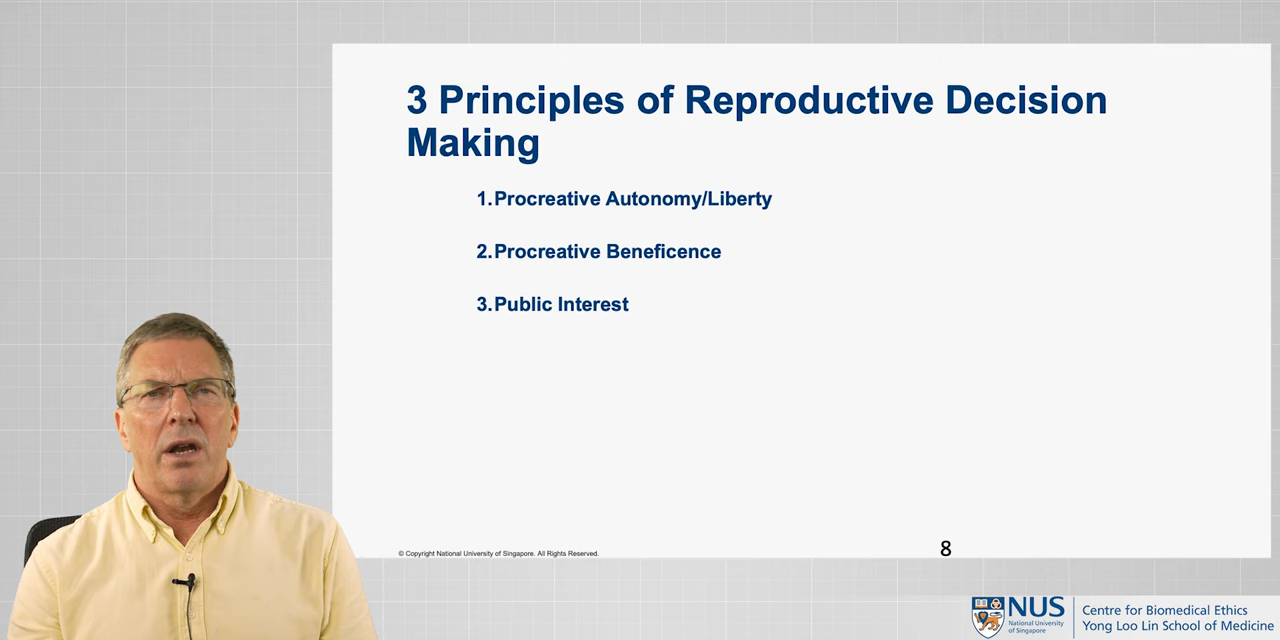 3 Principles of Reproductive Decision
Making
1.Procreative Autonomy/Liberty
2.Procreative Beneficence
3.Public Interest
© Copyright National University of Singapore. All Rights Reserved.
8
NUS
National University
of Singapore
Centre for Biomedical Ethics
Yong Loo Lin School of Medicine